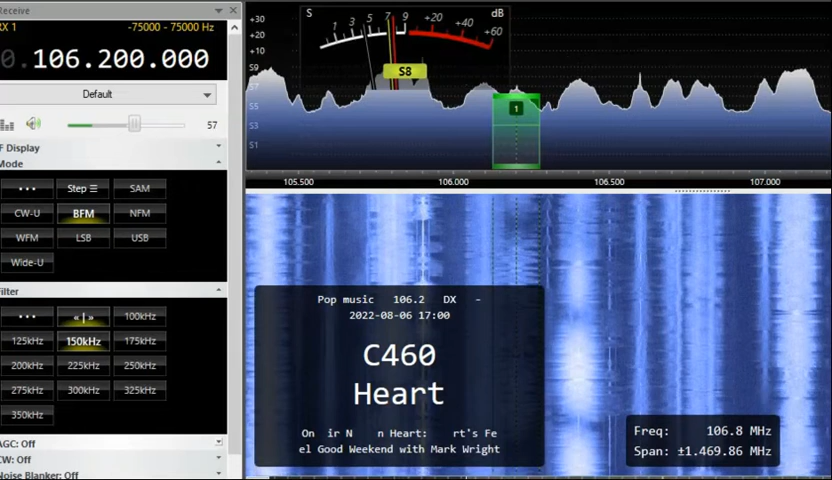 Receive
RX 1 -75000 - 75000 Hz
0.106.200.000
Default
57
IF Display
Mode
••• Step ☰ SAM
CW-U BFM NFM
WFM LSB USB
Wide-U
Filter
••• « | » 100kHz
125kHz 150kHz 175kHz
200kHz 225kHz 250kHz
275kHz 300kHz 325kHz
350kHz
AGC: Off
CW: Off
Noise Blanker: Off
S 1 3 5 7 9 +20 +40 +60 dB
S8
+30
+20
+10
S9
S7
S5
S3
S1
1
105.500 106.000 106.500 107.000
Pop music 106.2 DX -
2022-08-06 17:00
C460
Heart
On ir N n Heart: rt's Fe
el Good Weekend with Mark Wright
Freq: 106.8 MHz
Span: ±1.469.86 MHz